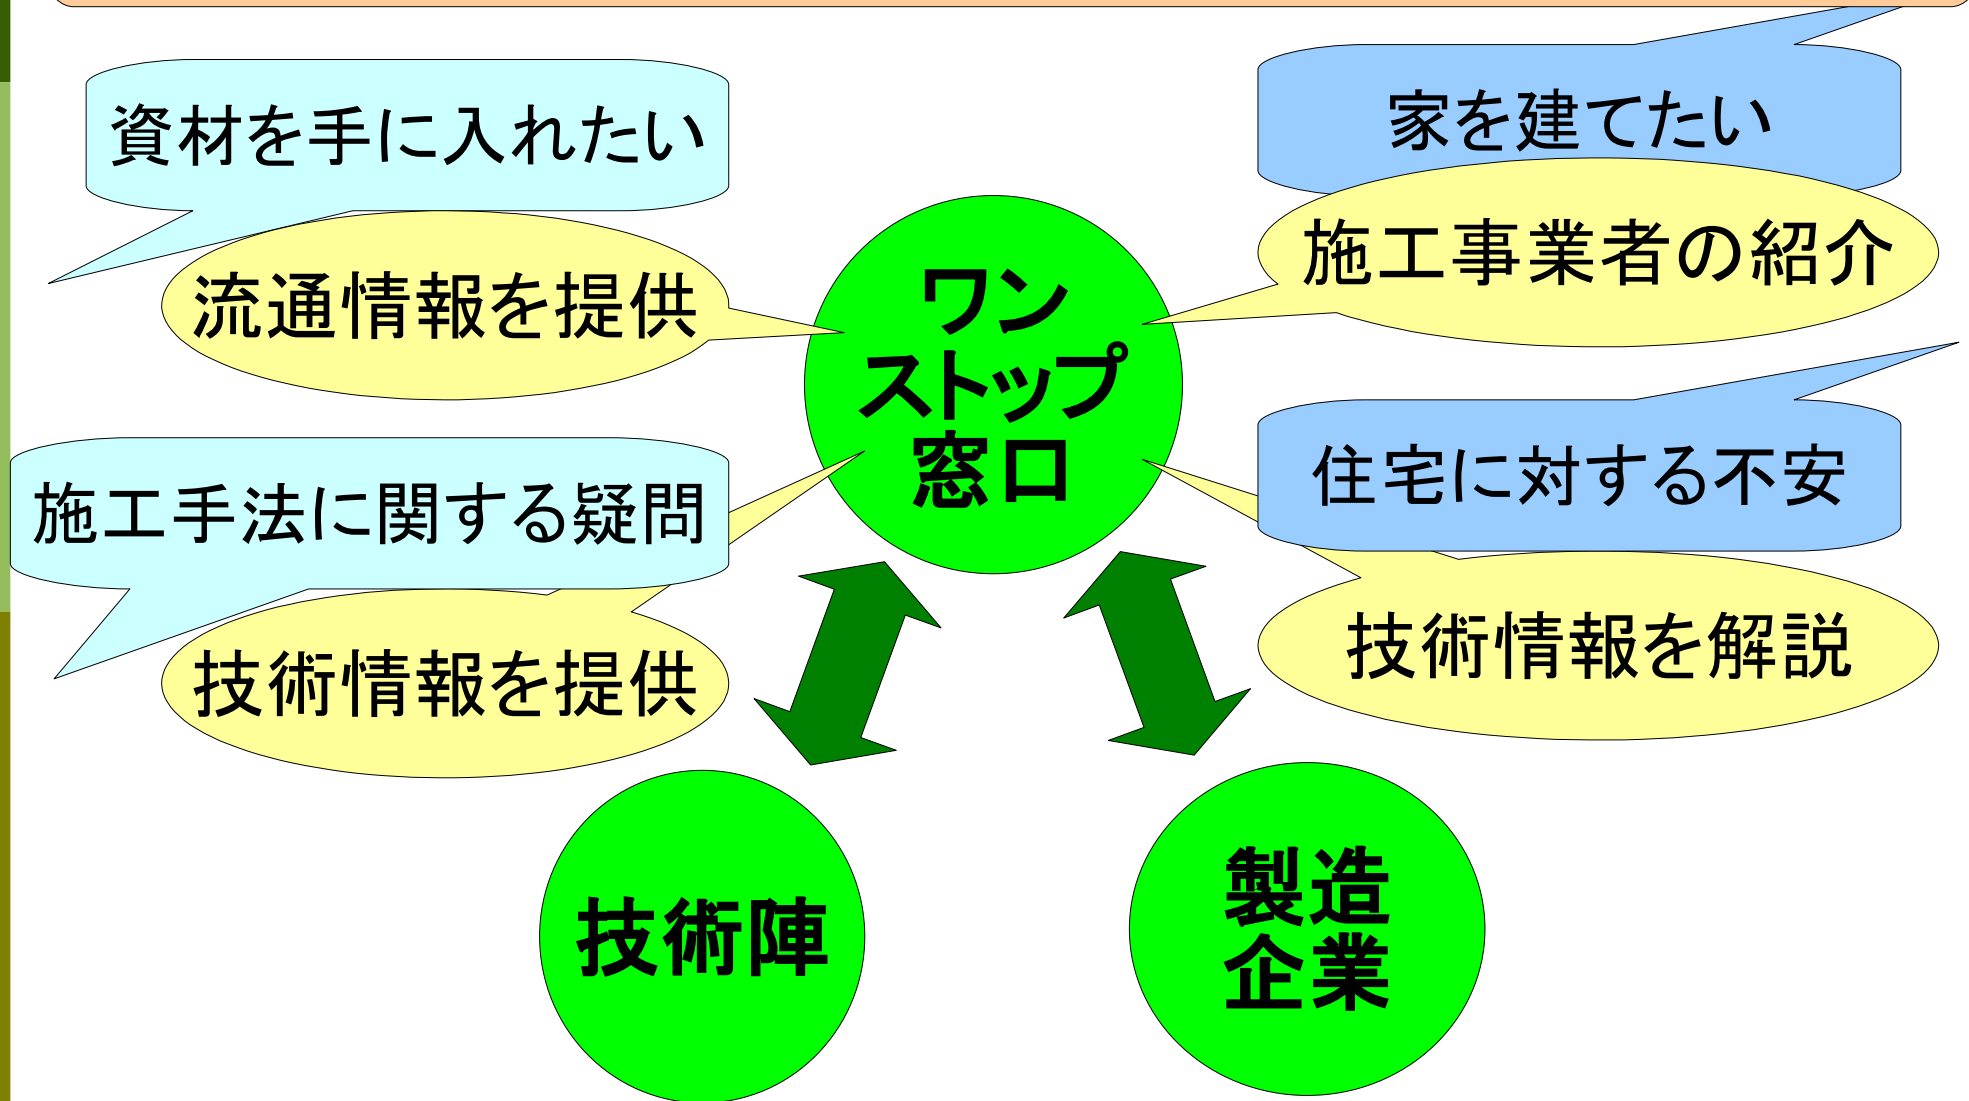 資材を手に入れたい
流通情報を提供
施工手法に関する疑問
技術情報を提供
ワン
ストップ
窓口
家を建てたい
施工事業者の紹介
住宅に対する不安
技術情報を解説
技術陣
製造
企業